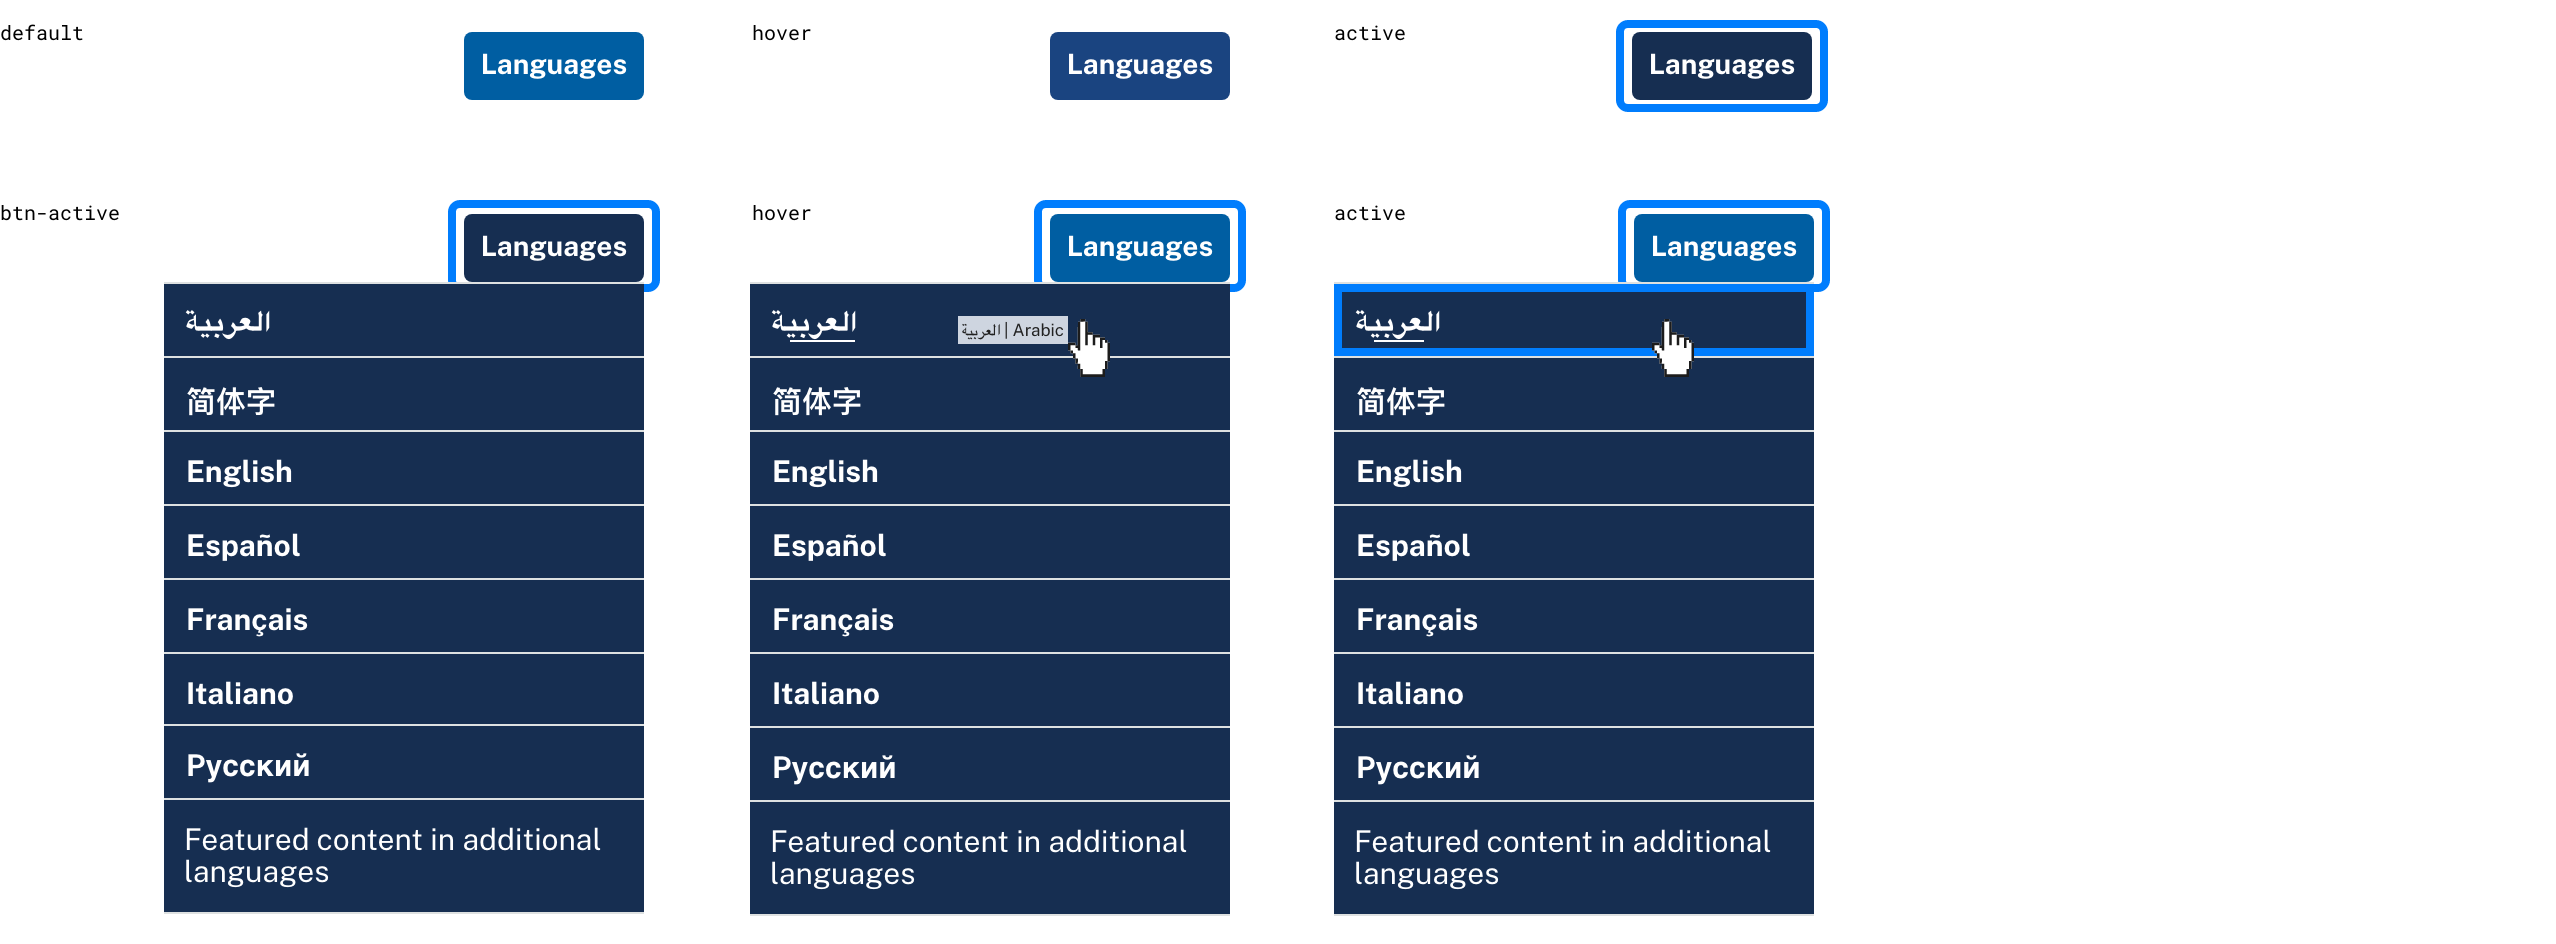 default
Languages
hover
Languages
active
Languages
btn-active
Languages
العربية
简体字
English
Español
Français
Italiano
Русский
Featured content in additional
languages
hover
Languages
العربية
العربية | Arabic
简体字
English
Español
Français
Italiano
Русский
Featured content in additional
languages
active
Languages
العربية
简体字
English
Español
Français
Italiano
Русский
Featured content in additional
languages